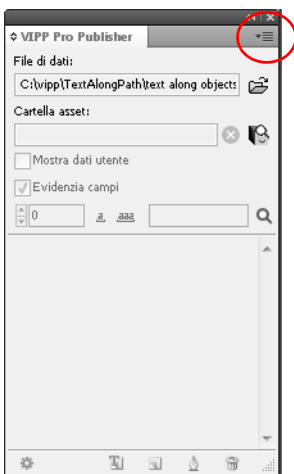 VIPP Pro Publisher
File di dati:
C:\vipp\TextAlongPath\text along objects
Cartella asset:
Mostra dati utente
Evidenzia campi
0 a aaa